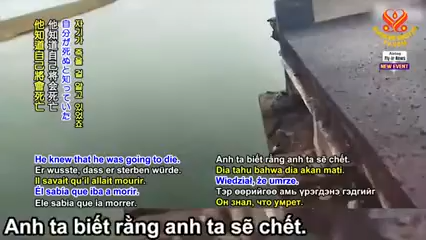 자기가 죽을 걸 알고 있었죠
自分が死ぬと知っていた
他知道自己將會死亡
他知道自己将会死亡
NEW EVENT
He knew that he was going to die.
Er wusste, dass er sterben würde.
Il savait qu'il allait mourir.
Él sabía que iba a morir.
Ele sabia que ia morrer.
Anh ta biết rằng anh ta sẽ chết.
Dia tahu bahwa dia akan mati.
Wiedział, że umrze.
Тэр өөрийгөө амь үрэгдэнэ гэдгийг
Он знал, что умрет.
Anh ta biết rằng anh ta sẽ chết.